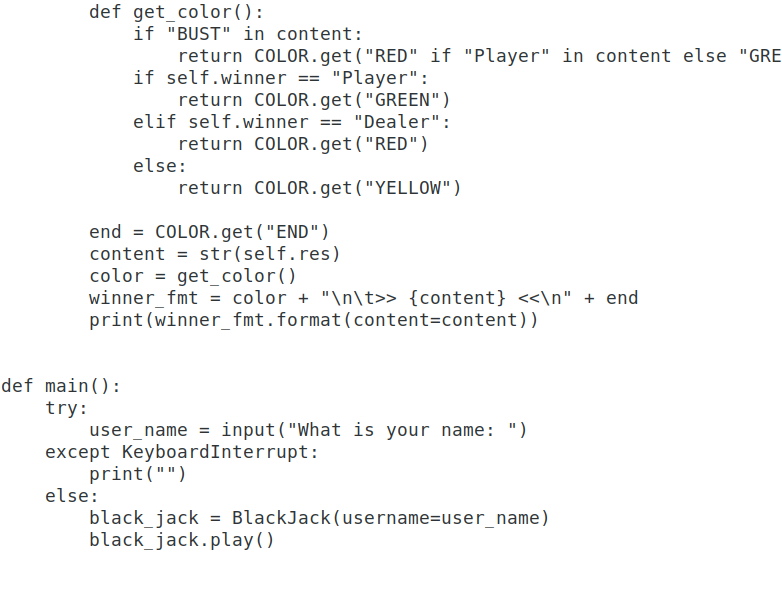 def get_color():
            if "BUST" in content:
                return COLOR.get("RED" if "Player" in content else "GRE
            if self.winner == "Player":
                return COLOR.get("GREEN")
            elif self.winner == "Dealer":
                return COLOR.get("RED")
            else:
                return COLOR.get("YELLOW")

        end = COLOR.get("END")
        content = str(self.res)
        color = get_color()
        winner_fmt = color + "\n\t>> {content} <<\n" + end
        print(winner_fmt.format(content=content))


def main():
    try:
        user_name = input("What is your name: ")
    except KeyboardInterrupt:
        print("")
    else:
        black_jack = BlackJack(username=user_name)
        black_jack.play()